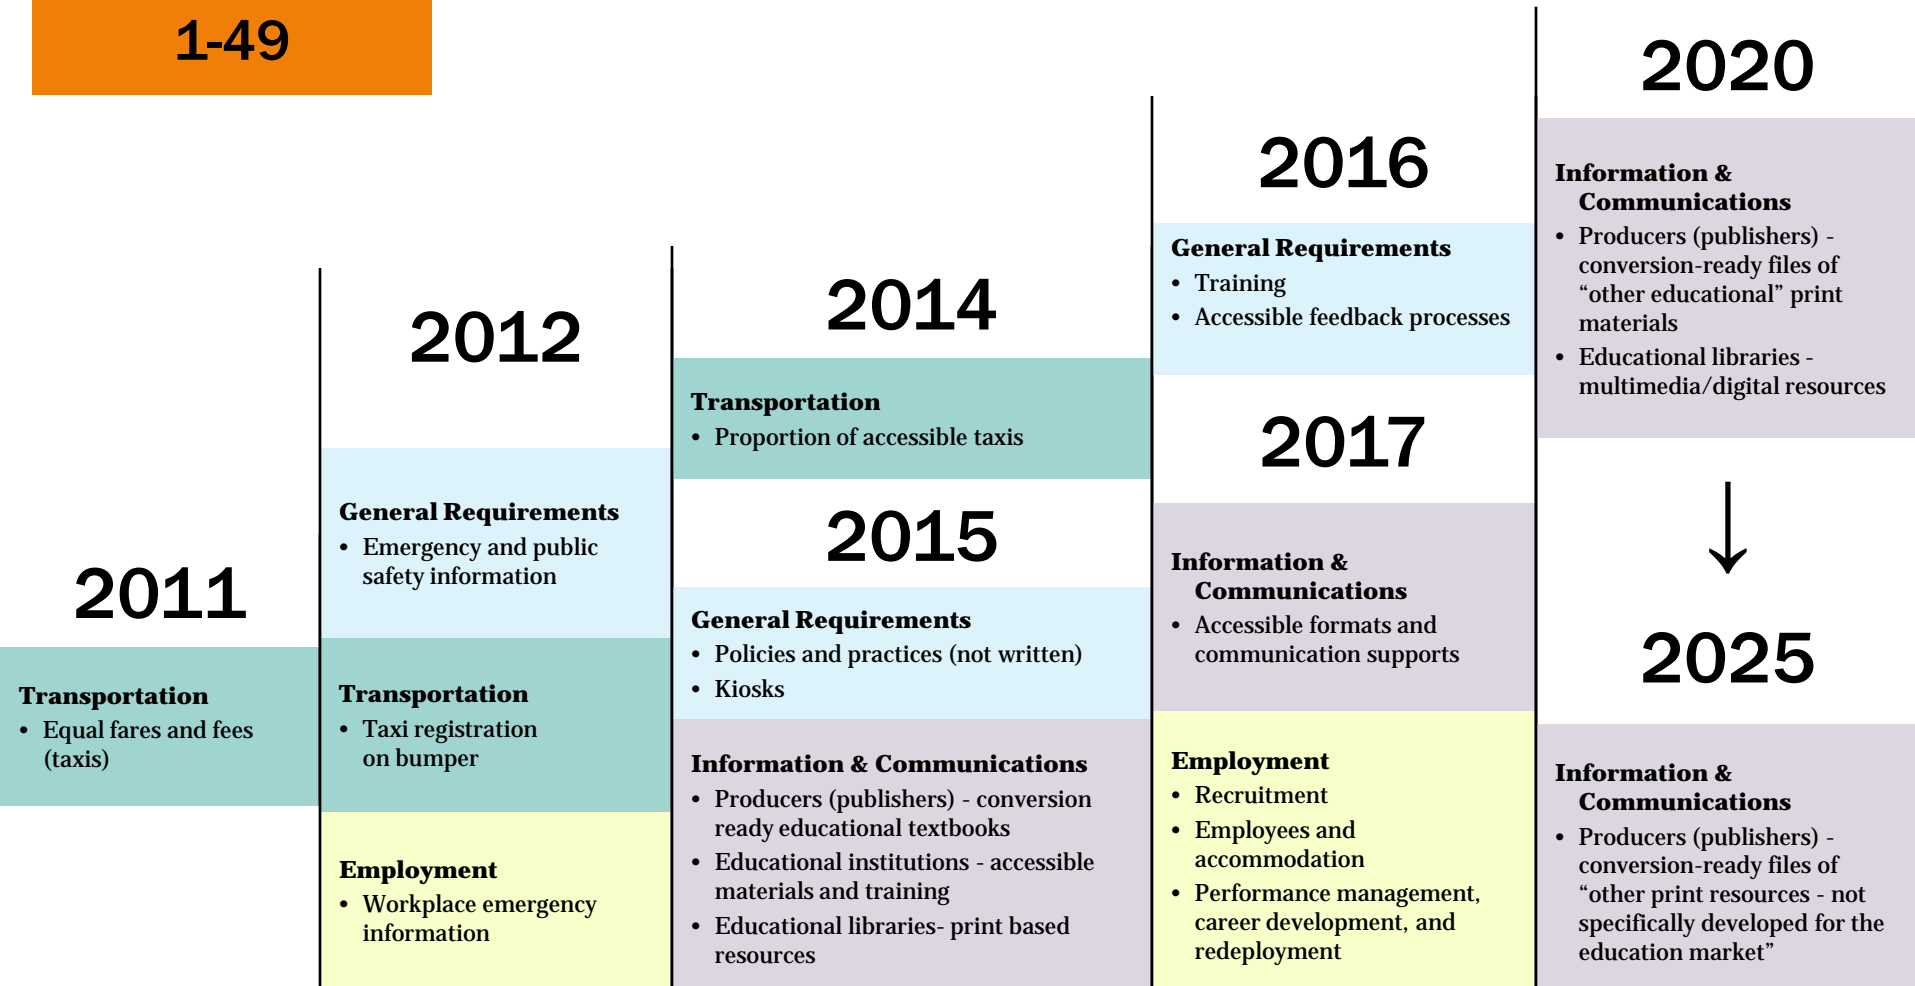 1-49
2011
Transportation
• Equal fares and fees
(taxis)
2012
General Requirements
• Emergency and public
safety information
Transportation
• Taxi registration
on bumper
Employment
• Workplace emergency
information
2014
Transportation
• Proportion of accessible taxis
2015
General Requirements
• Policies and practices (not written)
• Kiosks
Information & Communications
• Producers (publishers) - conversion
ready educational textbooks
• Educational institutions - accessible
materials and training
• Educational libraries- print based
resources
2016
General Requirements
• Training
• Accessible feedback processes
2017
Information &
Communications
• Accessible formats and
communication supports
Employment
• Recruitment
• Employees and
accommodation
• Performance management,
career development, and
redeployment
2020
Information &
Communications
• Producers (publishers) -
conversion-ready files of
“other educational” print
materials
• Educational libraries -
multimedia/digital resources
↓
2025
Information &
Communications
• Producers (publishers) -
conversion-ready files of
“other print resources - not
specifically developed for the
education market”